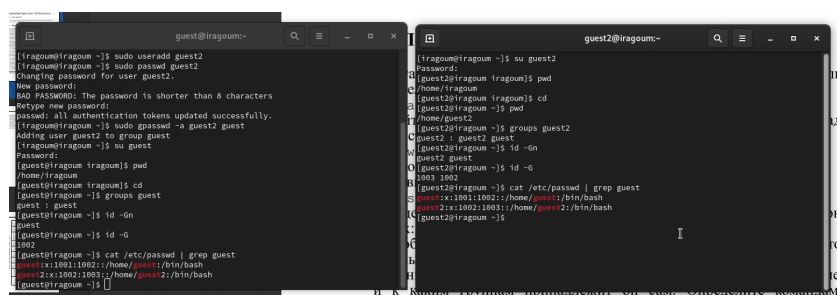 guest@iragoum:~
[iragoum@iragoum ~]$ sudo useradd guest2
[iragoum@iragoum ~]$ sudo passwd guest2
Changing password for user guest2.
New password:
BAD PASSWORD: The password is shorter than 8 characters
Retype new password:
passwd: all authentication tokens updated successfully.
[iragoum@iragoum ~]$ sudo gpasswd -a guest2 guest
Adding user guest2 to group guest
[iragoum@iragoum ~]$ su guest
Password:
[guest@iragoum iragoum]$ pwd
/home/iragoum
[guest@iragoum iragoum]$ cd
[guest@iragoum ~]$ groups guest
guest : guest
[guest@iragoum ~]$ id -Gn
guest
[guest@iragoum ~]$ id -G
1002
[guest@iragoum ~]$ cat /etc/passwd | grep guest
guest:x:1001:1002::/home/guest:/bin/bash
guest2:x:1002:1003::/home/guest2:/bin/bash
[guest@iragoum ~]$
guest2@iragoum:~
[iragoum@iragoum ~]$ su guest2
Password:
[guest2@iragoum iragoum]$ pwd
/home/iragoum
[guest2@iragoum iragoum]$ cd
[guest2@iragoum ~]$ pwd
/home/guest2
[guest2@iragoum ~]$ groups guest2
guest2 : guest2 guest
[guest2@iragoum ~]$ id -Gn
guest2 guest
[guest2@iragoum ~]$ id -G
1003 1002
[guest2@iragoum ~]$ cat /etc/passwd | grep guest
guest:x:1001:1002::/home/guest:/bin/bash
guest2:x:1002:1003::/home/guest2:/bin/bash
[guest2@iragoum ~]$